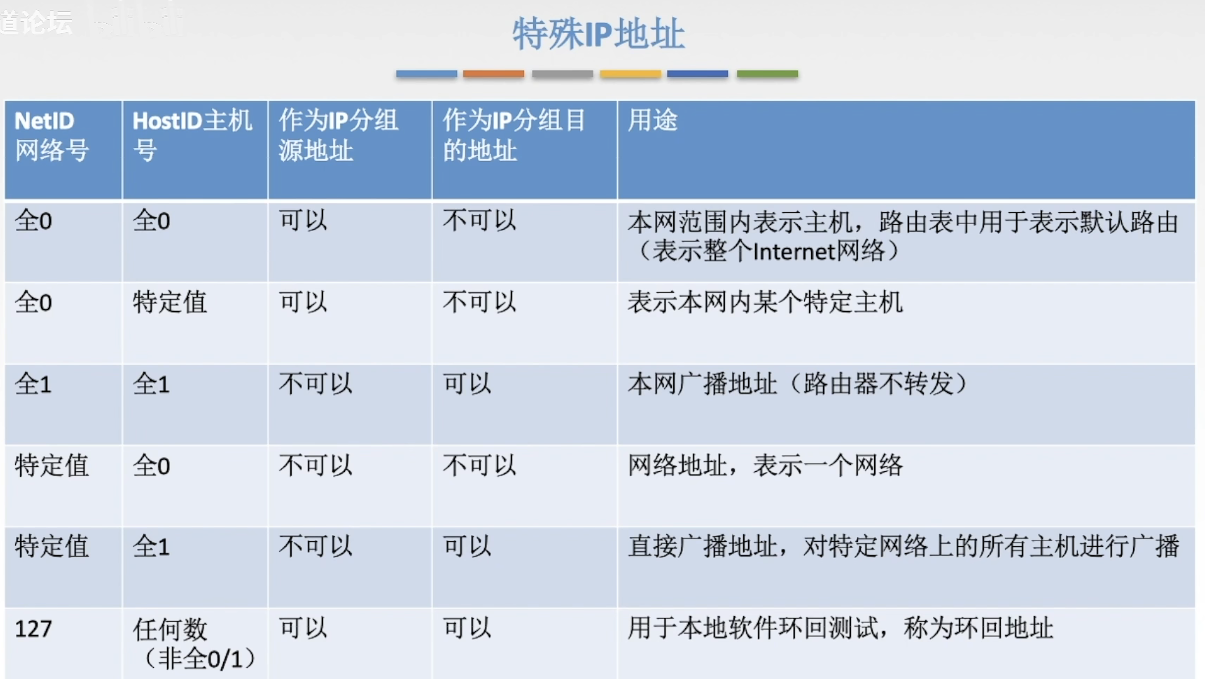 道论坛
特殊IP地址
NetID
网络号
HostID主机
号
作为IP分组
源地址
作为IP分组目
的地址
用途
全0
全0
可以
不可以
本网范围内表示主机，路由表中用于表示默认路由
（表示整个Internet网络）
全0
特定值
可以
不可以
表示本网内某个特定主机
全1
全1
不可以
可以
本网广播地址（路由器不转发）
特定值
全0
不可以
不可以
网络地址，表示一个网络
特定值
全1
不可以
可以
直接广播地址，对特定网络上的所有主机进行广播
127
任何数
（非全0/1）
可以
可以
用于本地软件环回测试，称为环回地址